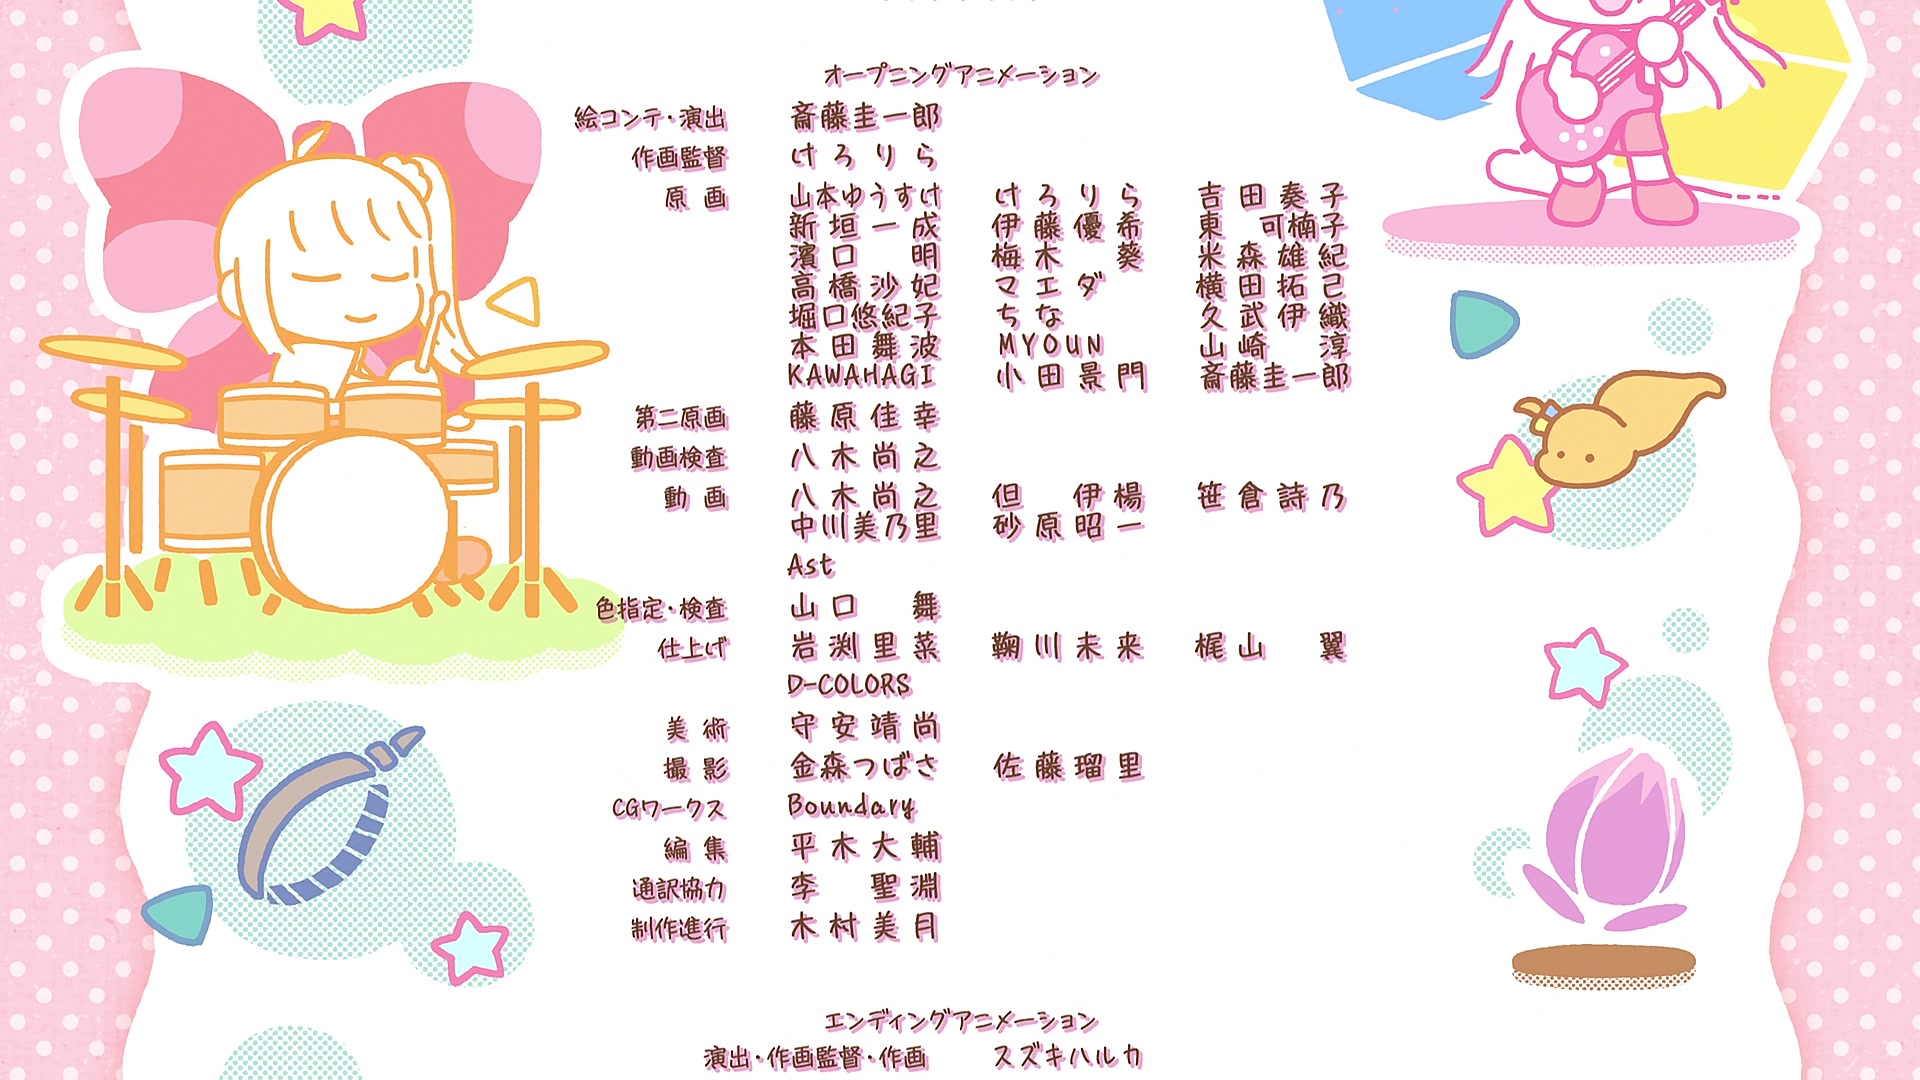 オープニングアニメーション
絵コンテ・演出 斎藤圭一郎
作画監督 けろりら
原画 山本ゆうすけ けろりら 吉田奏子
新垣一成 伊藤優希 東 可楠子
濱口 明 梅木 葵 米森雄紀
高橋沙妃 マエダ 横田拓己
堀口悠紀子 ちな 久武伊織
本田舞波 MYOUN 山崎 淳
KAWAHAGI 小田景門 斎藤圭一郎
第二原画 藤原佳幸
動画検査 八木尚之
動画 八木尚之 但 伊楊 笹倉詩乃
中川美乃里 砂原昭一
Ast
色指定・検査 山口 舞
仕上げ 岩渕里菜 鞠川未来 梶山 翼
D-COLORS
美術 守安靖尚
撮影 金森つばさ 佐藤瑠里
CGワークス Boundary
編集 平木大輔
通訳協力 李 聖淵
制作進行 木村美月
エンディングアニメーション
演出・作画監督・作画 スズキハルカ